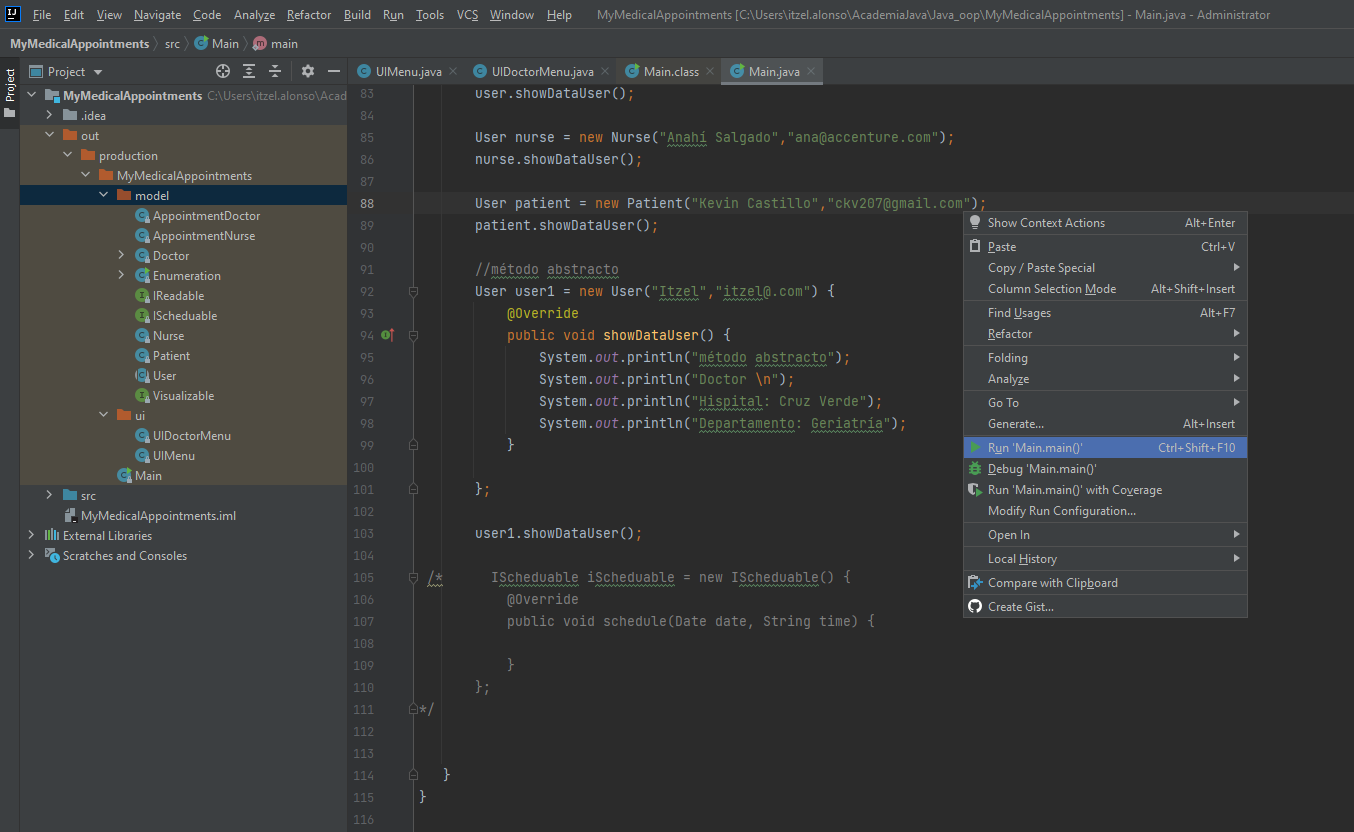 File Edit View Navigate Code Analyze Refactor Build Run Tools VCS Window Help MyMedicalAppointments [C:\Users\itzel.alonso\AcademiaJava\Java_oop\MyMedicalAppointments] - Main.java - Administrator
MyMedicalAppointments src Main main
Project
Project
UIMenu.java UIDoctorMenu.java Main.class Main.java
MyMedicalAppointments C:\Users\itzel.alonso\Acad
.idea
out
production
MyMedicalAppointments
model
AppointmentDoctor
AppointmentNurse
Doctor
Enumeration
IReadable
IScheduable
Nurse
Patient
User
Visualizable
ui
UIDoctorMenu
UIMenu
Main
src
MyMedicalAppointments.iml
External Libraries
Scratches and Consoles
83 user.showDataUser();
84
85 User nurse = new Nurse("Anahí Salgado","ana@accenture.com");
86 nurse.showDataUser();
87
88 User patient = new Patient("Kevin Castillo","ckv207@gmail.com");
89 patient.showDataUser();
90
91 //método abstracto
92 User user1 = new User("Itzel","itzel@.com") {
93 @Override
94 public void showDataUser() {
95 System.out.println("método abstracto");
96 System.out.println("Doctor \n");
97 System.out.println("Hispital: Cruz Verde");
98 System.out.println("Departamento: Geriatría");
99 }
100
101 };
102
103 user1.showDataUser();
104
105 /* IScheduable iScheduable = new IScheduable() {
106 @Override
107 public void schedule(Date date, String time) {
108
109 }
110 };
111 */
112
113
114 }
115 }
116
Show Context Actions Alt+Enter
Paste Ctrl+V
Copy / Paste Special
Column Selection Mode Alt+Shift+Insert
Find Usages Alt+F7
Refactor
Folding
Analyze
Go To
Generate... Alt+Insert
Run 'Main.main()' Ctrl+Shift+F10
Debug 'Main.main()'
Run 'Main.main()' with Coverage
Modify Run Configuration...
Open In
Local History
Compare with Clipboard
Create Gist...